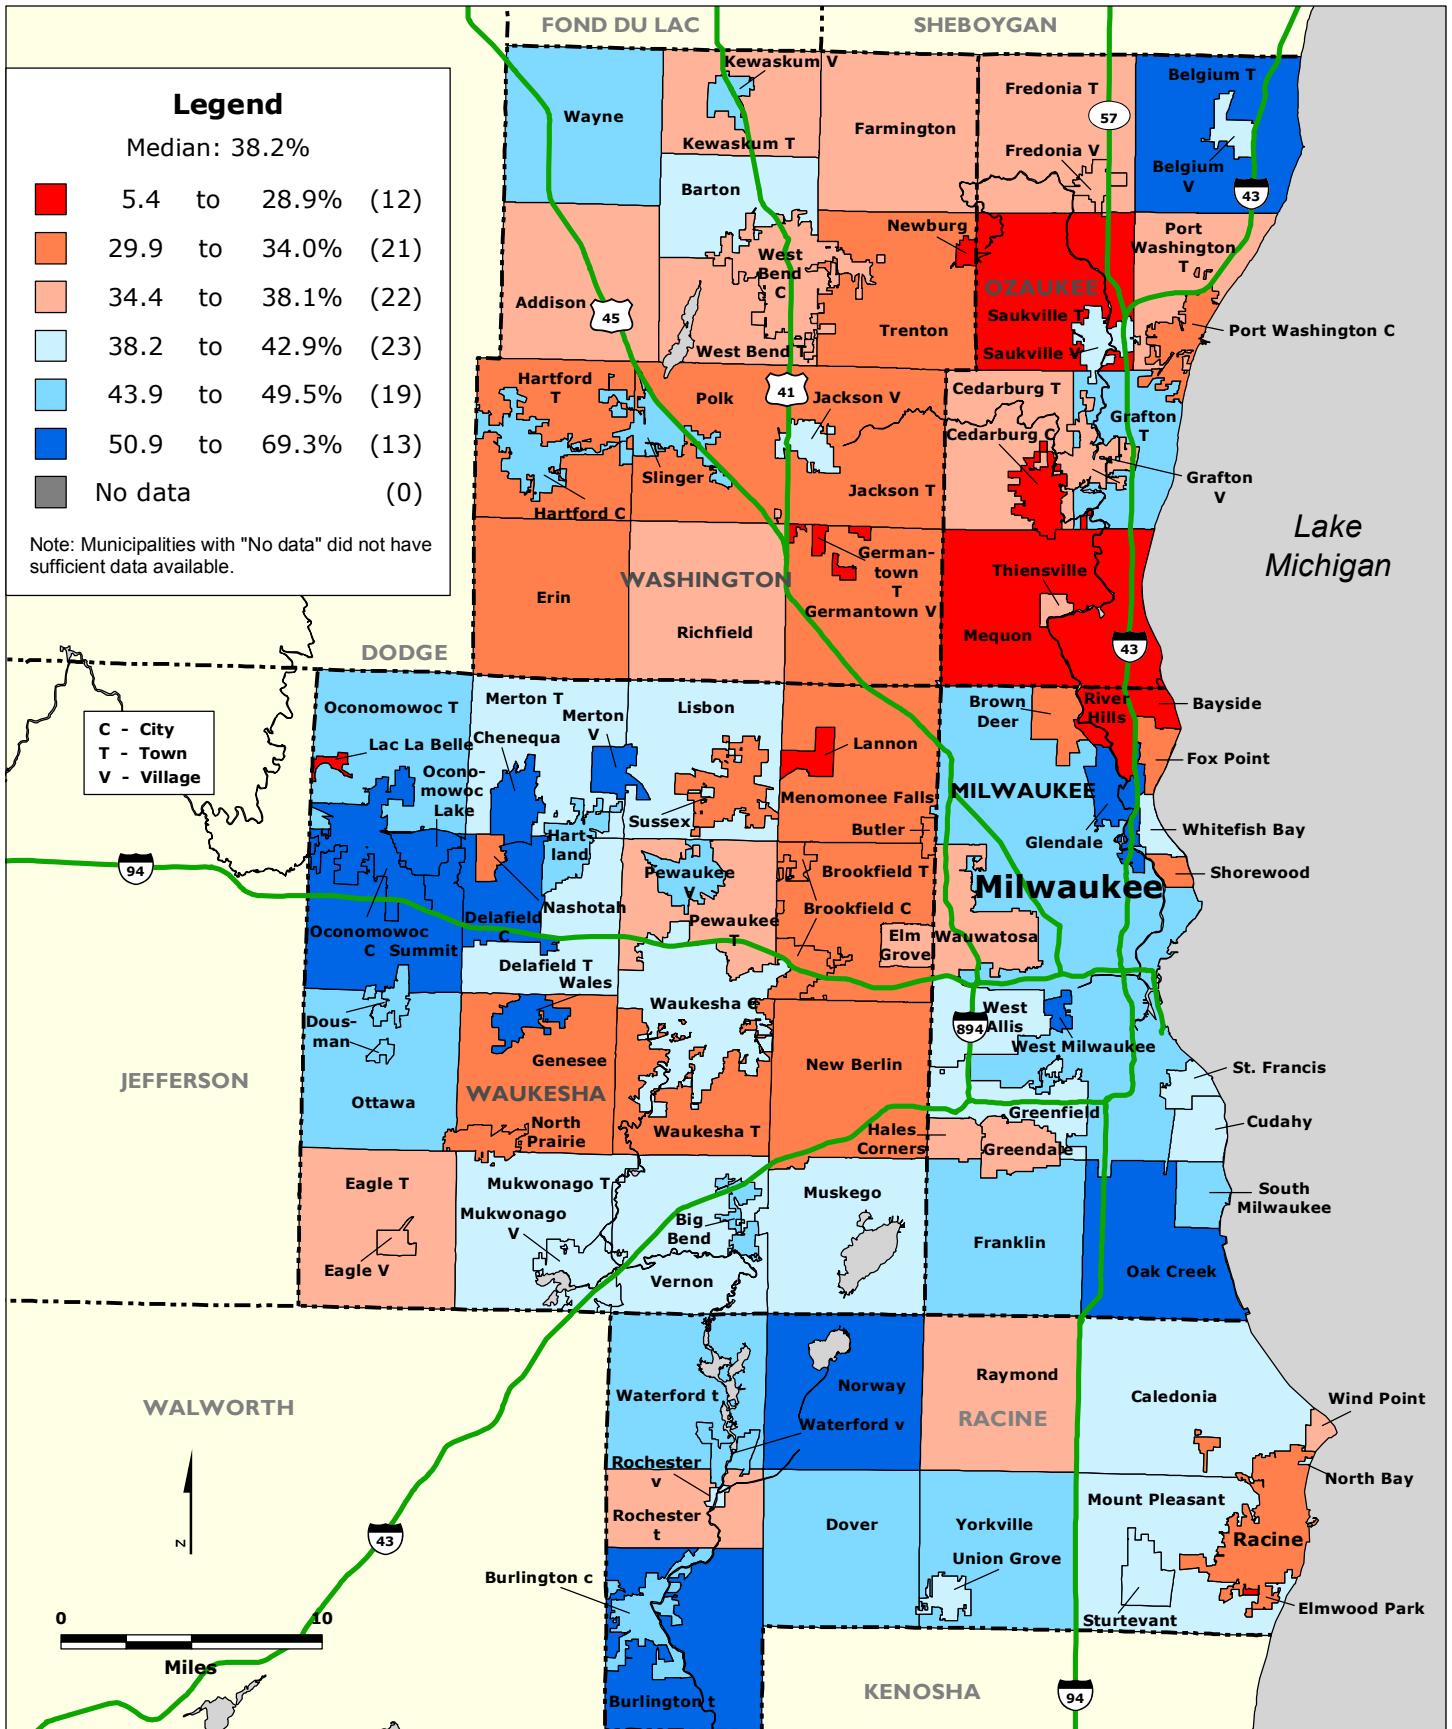 FOND DU LAC
SHEBOYGAN
Legend
Median: 38.2%
5.4 to 28.9% (12)
29.9 to 34.0% (21)
34.4 to 38.1% (22)
38.2 to 42.9% (23)
43.9 to 49.5% (19)
50.9 to 69.3% (13)
No data (0)
Note: Municipalities with "No data" did not have
sufficient data available.
C - City
T - Town
V - Village
Kewaskum V
Wayne
Kewaskum T
Farmington
Fredonia T
57
Fredonia V
Belgium T
Belgium
V
43
Barton
Newburg
Port
Washington
T
West
Bend
C
OZAUKEE
Addison
45
Saukville T
Trenton
Port Washington C
West Bend T
Saukville V
Hartford
T
Polk
41
Jackson V
Cedarburg T
Grafton
T
Cedarburg C
Slinger
Jackson T
Grafton
V
Hartford C
Lake
Michigan
German-
town
T
Germantown V
WASHINGTON
Erin
Richfield
Thiensville
Mequon
43
DODGE
Oconomowoc T
Merton T
Merton
V
Lisbon
Brown
Deer
River
Hills
Bayside
Lac La Belle
Chenequa
Lannon
Fox Point
Ocono-
mowoc
Lake
MILWAUKEE
Menomonee Falls
Sussex
Butler
Whitefish Bay
Hart-
land
Glendale
94
Pewaukee
V
Brookfield T
Shorewood
Milwaukee
Nashotah
Brookfield C
Delafield
C
Pewaukee
T
Elm
Grove
Wauwatosa
Oconomowoc
C
Summit
Delafield T
Wales
Waukesha C
West
Allis
Dous-
man
894
West Milwaukee
Genesee
New Berlin
St. Francis
JEFFERSON
WAUKESHA
Ottawa
Greenfield
Cudahy
North
Prairie
Waukesha T
Hales
Corners
Greendale
Eagle T
Mukwonago T
Muskego
South
Milwaukee
Mukwonago
V
Big
Bend
Franklin
Eagle V
Vernon
Oak Creek
Waterford t
Norway
Raymond
Caledonia
Wind Point
WALWORTH
RACINE
Waterford v
Rochester
v
North Bay
Mount Pleasant
Rochester
t
Dover
Yorkville
Racine
N
43
Union Grove
Burlington c
Elmwood Park
Sturtevant
0 10
Miles
KENOSHA
94
Burlington t